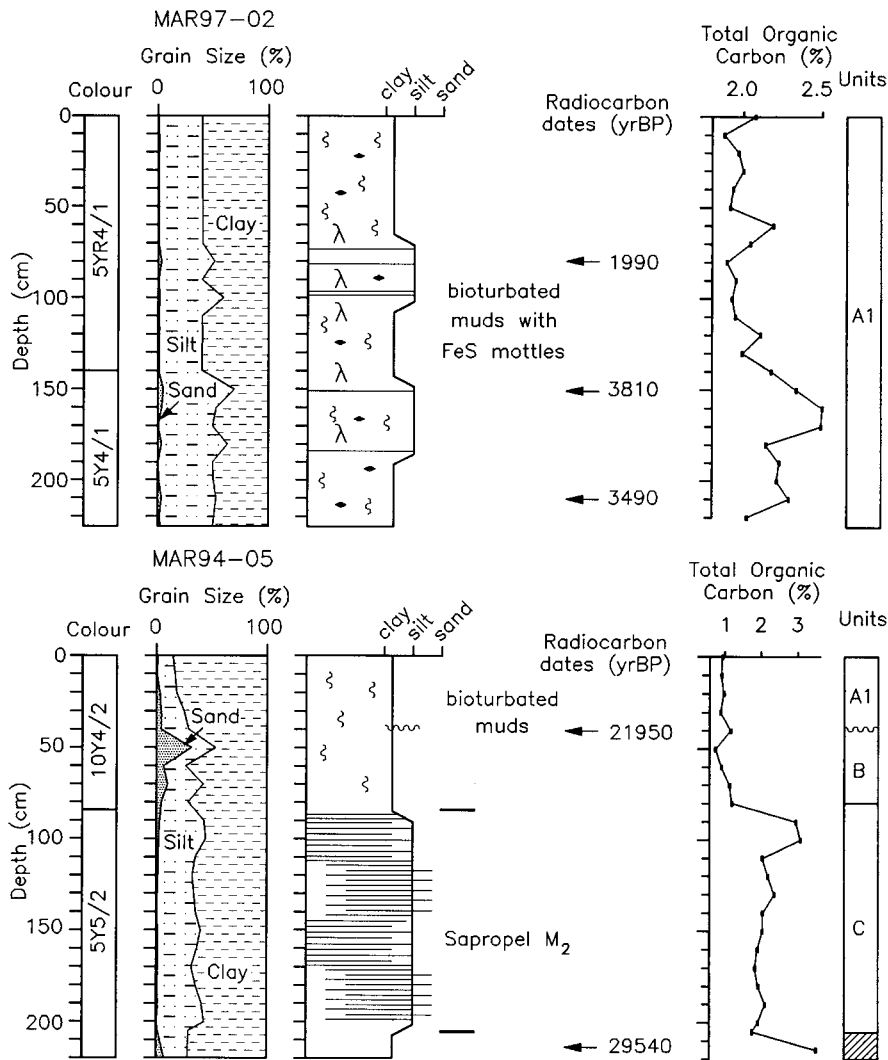 MAR97-02
Grain Size (%)
Colour
0 100
clay silt sand
Radiocarbon dates (yrBP)
Total Organic Carbon (%)
2.0 2.5
Units
Depth (cm)
0
50
100
150
200
5YR4/1
5Y4/1
Clay
Silt
Sand
λ
λ
λ
λ
λ
bioturbated
muds with
FeS mottles
1990
3810
3490
A1
MAR94-05
Grain Size (%)
Colour
0 100
clay silt sand
Radiocarbon dates (yrBP)
Total Organic Carbon (%)
1 2 3
Units
Depth (cm)
0
50
100
150
200
10Y4/2
5Y5/2
Sand
Silt
Clay
bioturbated
muds
Sapropel M₂
21950
29540
A1
B
C